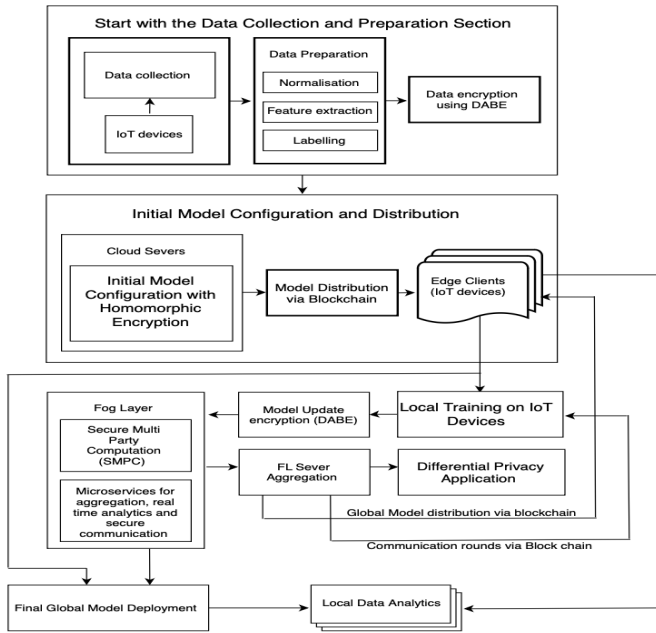 Start with the Data Collection and Preparation Section
Data collection
IoT devices
Data Preparation
Normalisation
Feature extraction
Labelling
Data encryption
using DABE
Initial Model Configuration and Distribution
Cloud Severs
Initial Model
Configuration with
Homomorphic
Encryption
Model Distribution
via Blockchain
Edge Clients
(IoT devices)
Fog Layer
Secure Multi
Party
Computation
(SMPC)
Microservices for
aggregation, real
time analytics and
secure
communication
Model Update
encryption (DABE)
Local Training on IoT
Devices
FL Sever
Aggregation
Differential Privacy
Application
Global Model distribution via blockchain
Communication rounds via Block chain
Final Global Model Deployment
Local Data Analytics